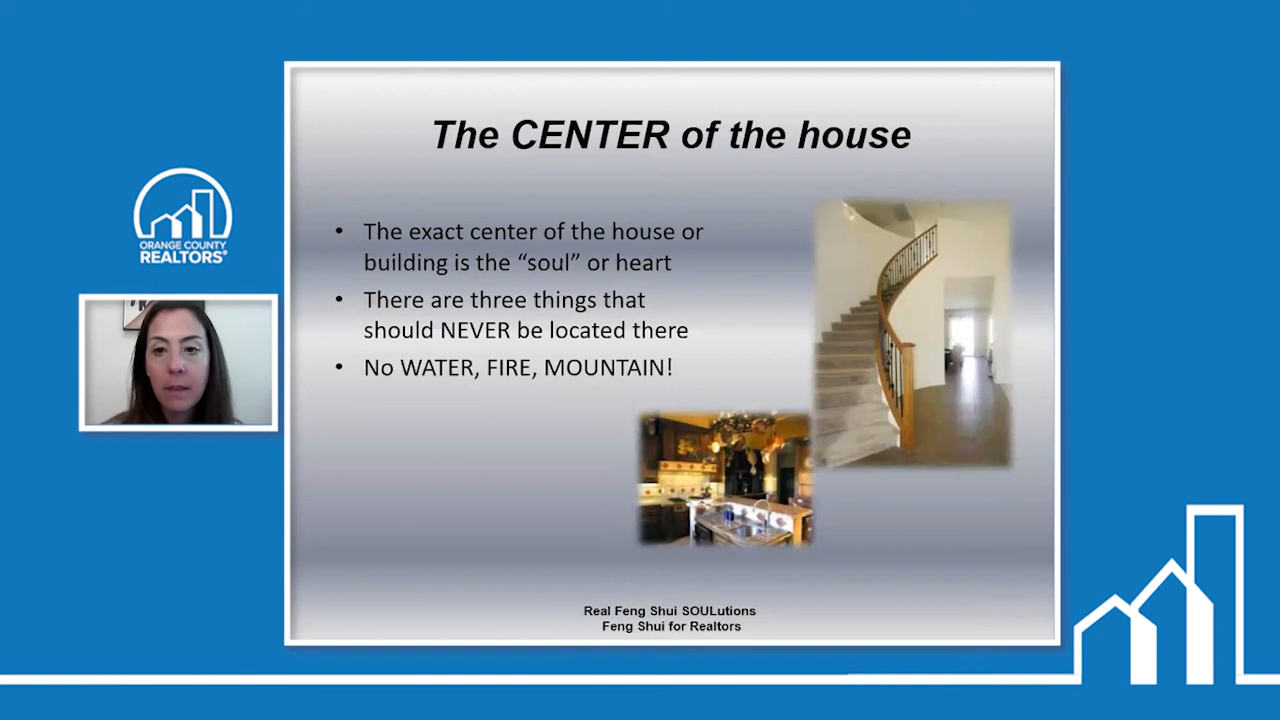 The CENTER of the house
ORANGE COUNTY
REALTORS®
• The exact center of the house or
building is the “soul” or heart
• There are three things that
should NEVER be located there
• No WATER, FIRE, MOUNTAIN!
Real Feng Shui SOULutions
Feng Shui for Realtors